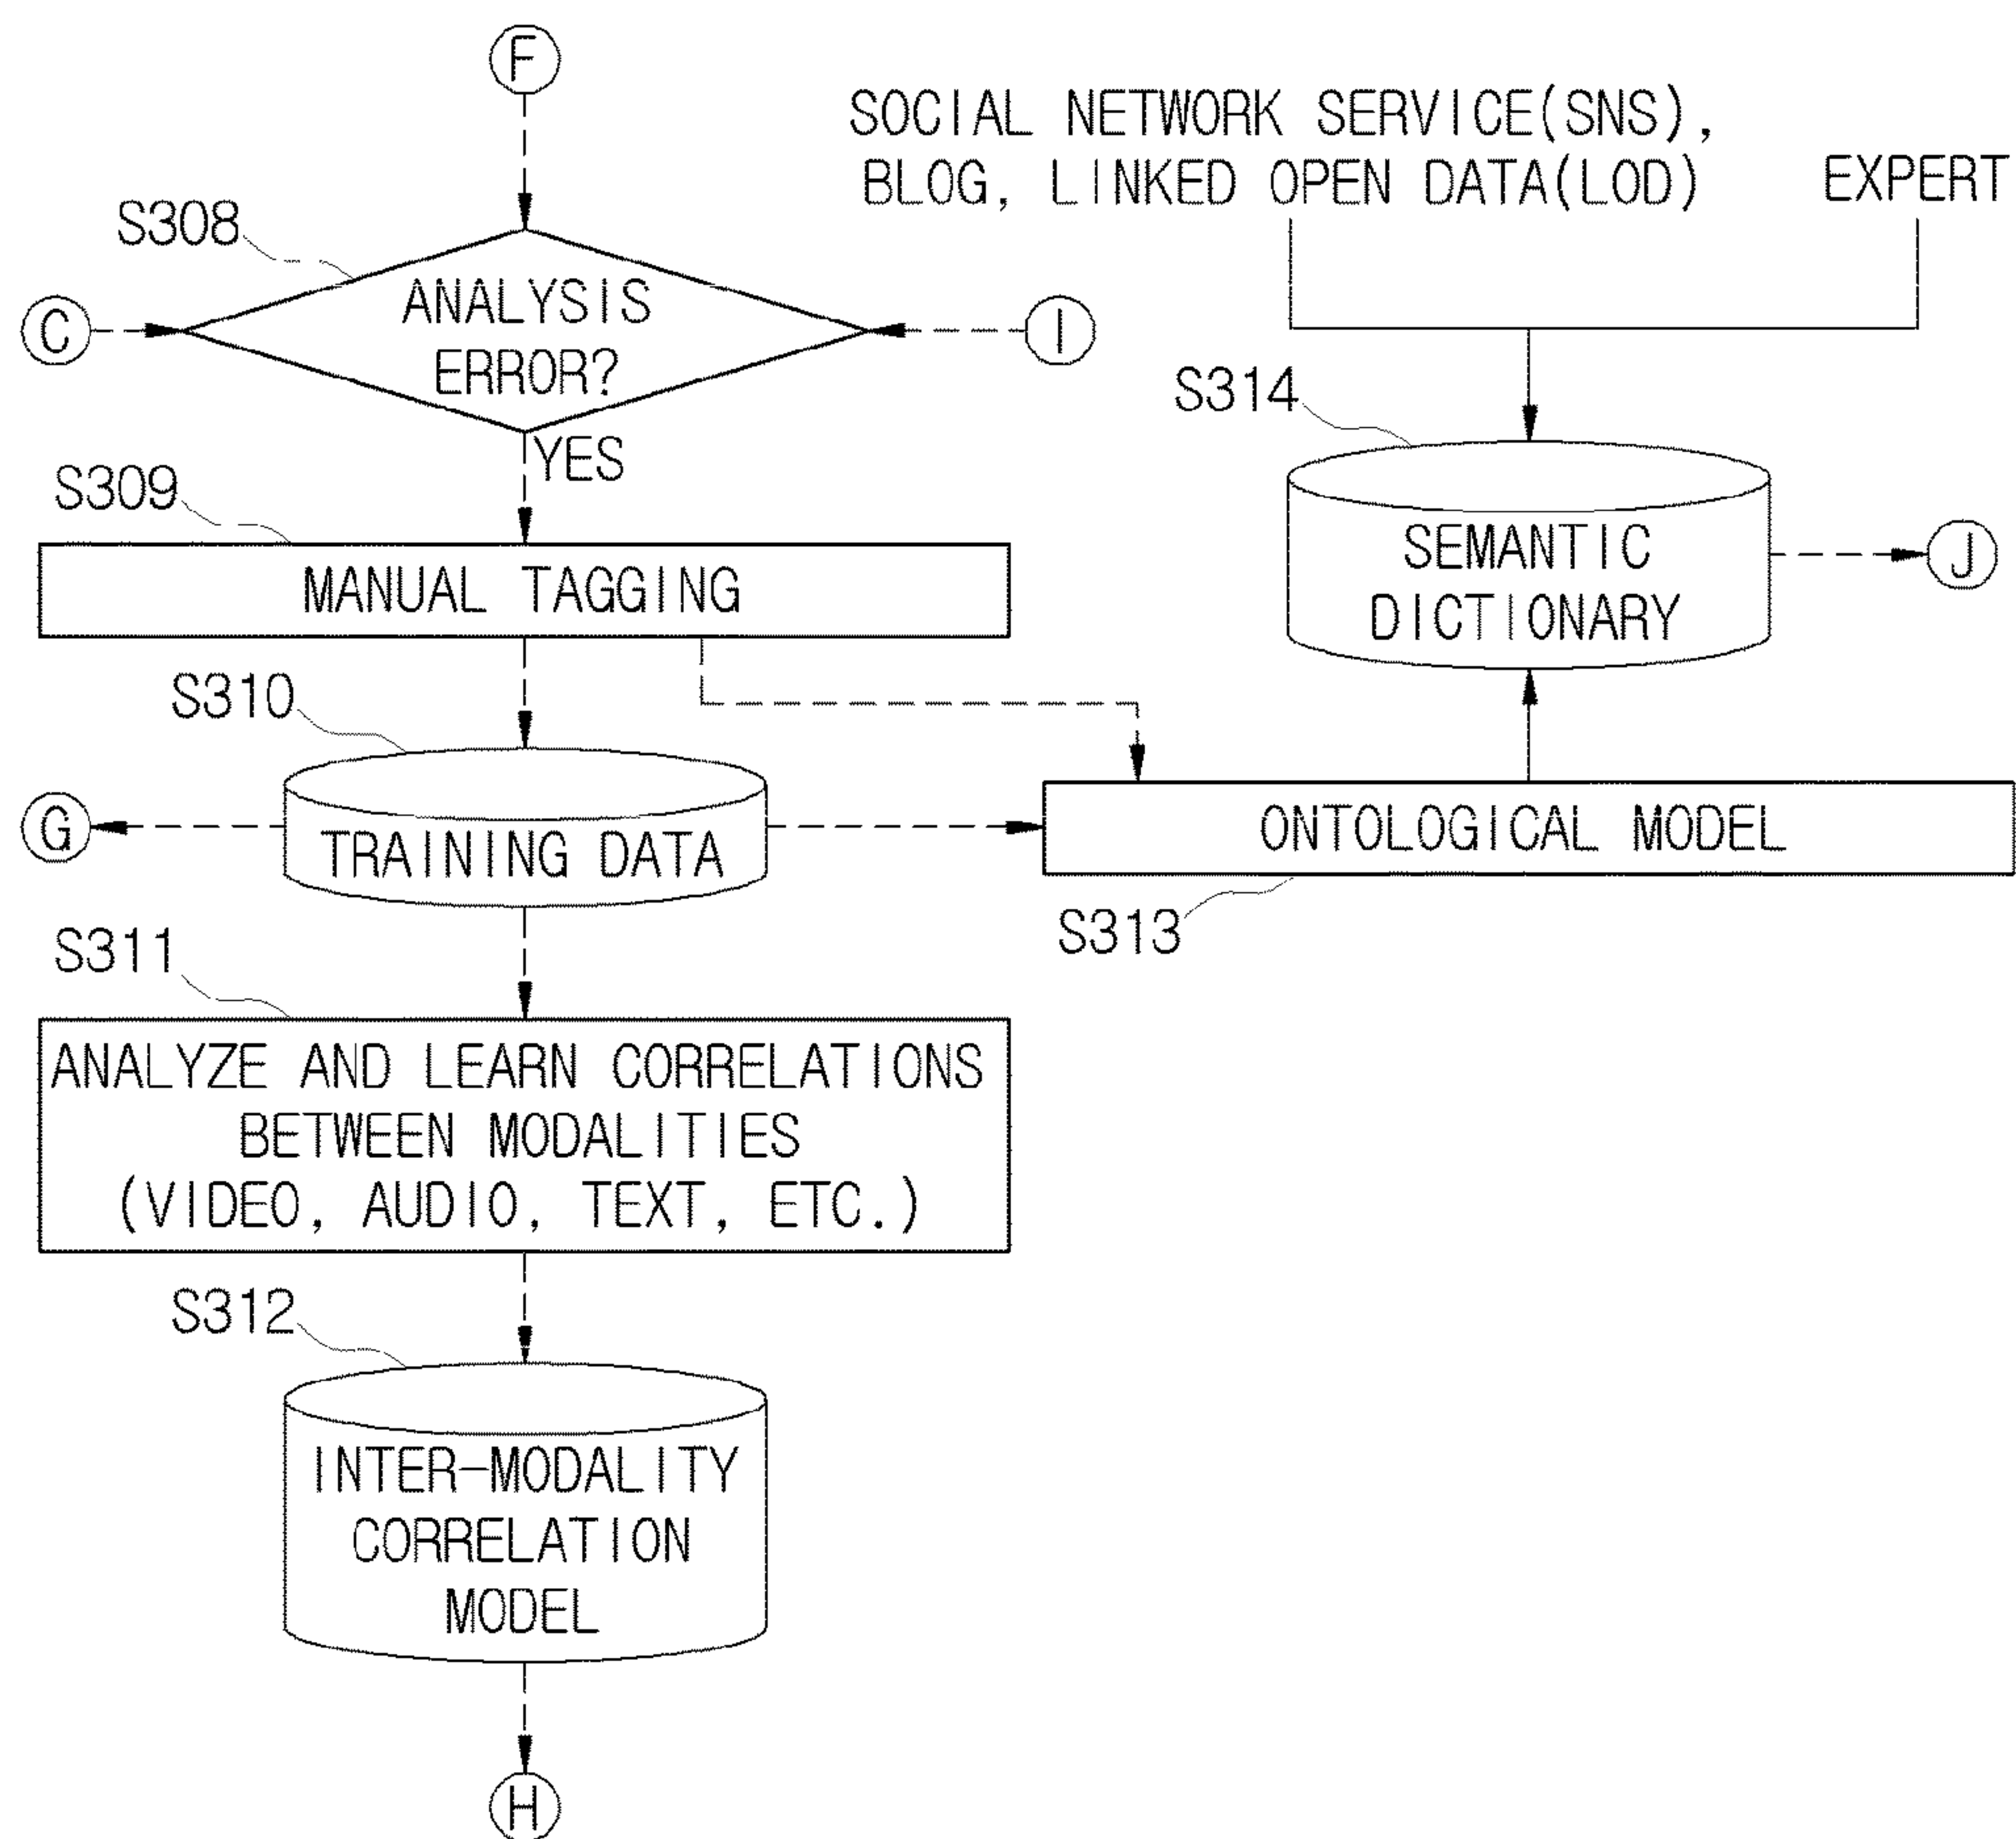 F
SOCIAL NETWORK SERVICE(SNS),
BLOG, LINKED OPEN DATA(LOD)
EXPERT
S308
ANALYSIS
ERROR?
C
I
YES
S314
SEMANTIC
DICTIONARY
J
S309
MANUAL TAGGING
S310
G
TRAINING DATA
ONTOLOGICAL MODEL
S313
S311
ANALYZE AND LEARN CORRELATIONS
BETWEEN MODALITIES
(VIDEO, AUDIO, TEXT, ETC.)
S312
INTER-MODALITY
CORRELATION
MODEL
H